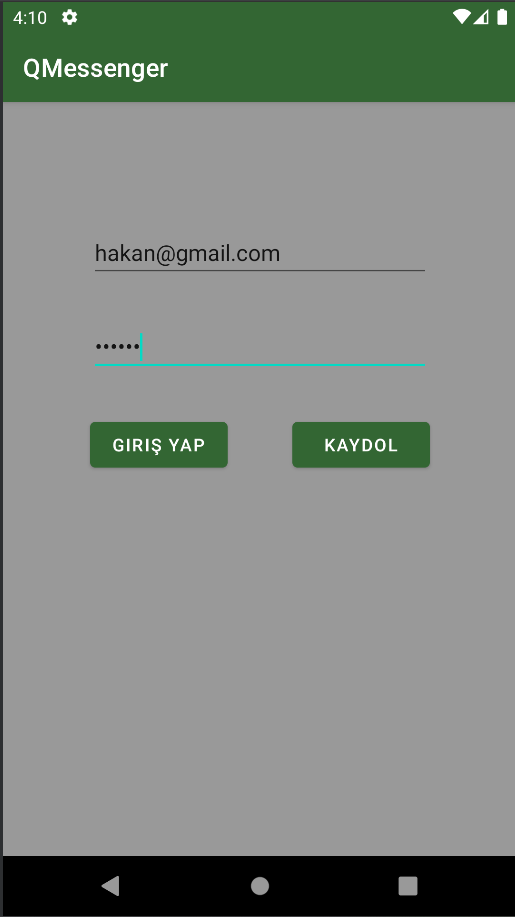 4:10
QMessenger
hakan@gmail.com
••••••
GIRIŞ YAP
KAYDOL